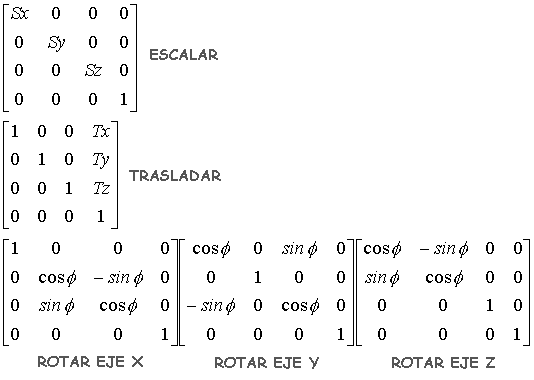 Sx 0 0 0
0 Sy 0 0
0 0 Sz 0
0 0 0 1
ESCALAR
1 0 0 Tx
0 1 0 Ty
0 0 1 Tz
0 0 0 1
TRASLADAR
1 0 0 0
0 cosϕ −sinϕ 0
0 sinϕ cosϕ 0
0 0 0 1
ROTAR EJE X
cosϕ 0 sinϕ 0
0 1 0 0
−sinϕ 0 cosϕ 0
0 0 0 1
ROTAR EJE Y
cosϕ −sinϕ 0 0
sinϕ cosϕ 0 0
0 0 1 0
0 0 0 1
ROTAR EJE Z